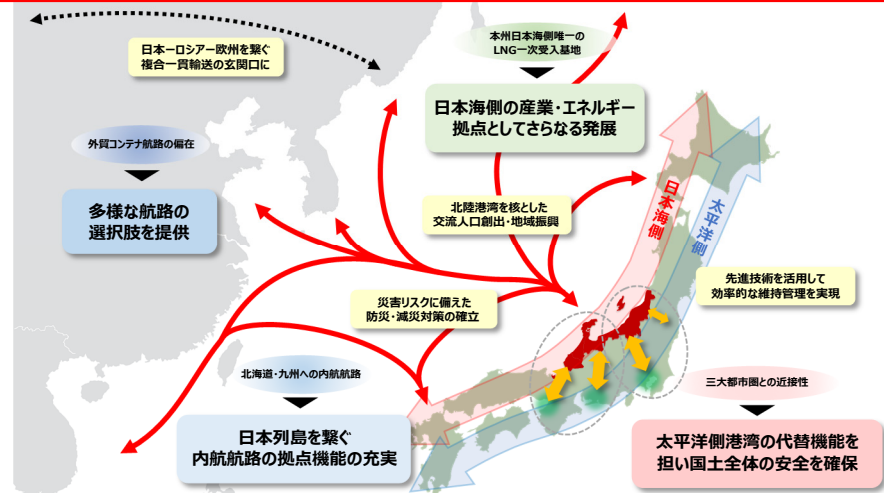 日本ーロシアー欧州を繋ぐ
複合一貫輸送の玄関口に
本州日本海側唯一の
LNG一次受入基地
日本海側の産業・エネルギー
拠点としてさらなる発展
外貿コンテナ航路の偏在
多様な航路の
選択肢を提供
北陸港湾を核とした
交流人口創出・地域振興
日本海側
太平洋側
先進技術を活用して
効率的な維持管理を実現
災害リスクに備えた
防災・減災対策の確立
北海道・九州への内航航路
日本列島を繋ぐ
内航航路の拠点機能の充実
三大都市圏との近接性
太平洋側港湾の代替機能を
担い国土全体の安全を確保